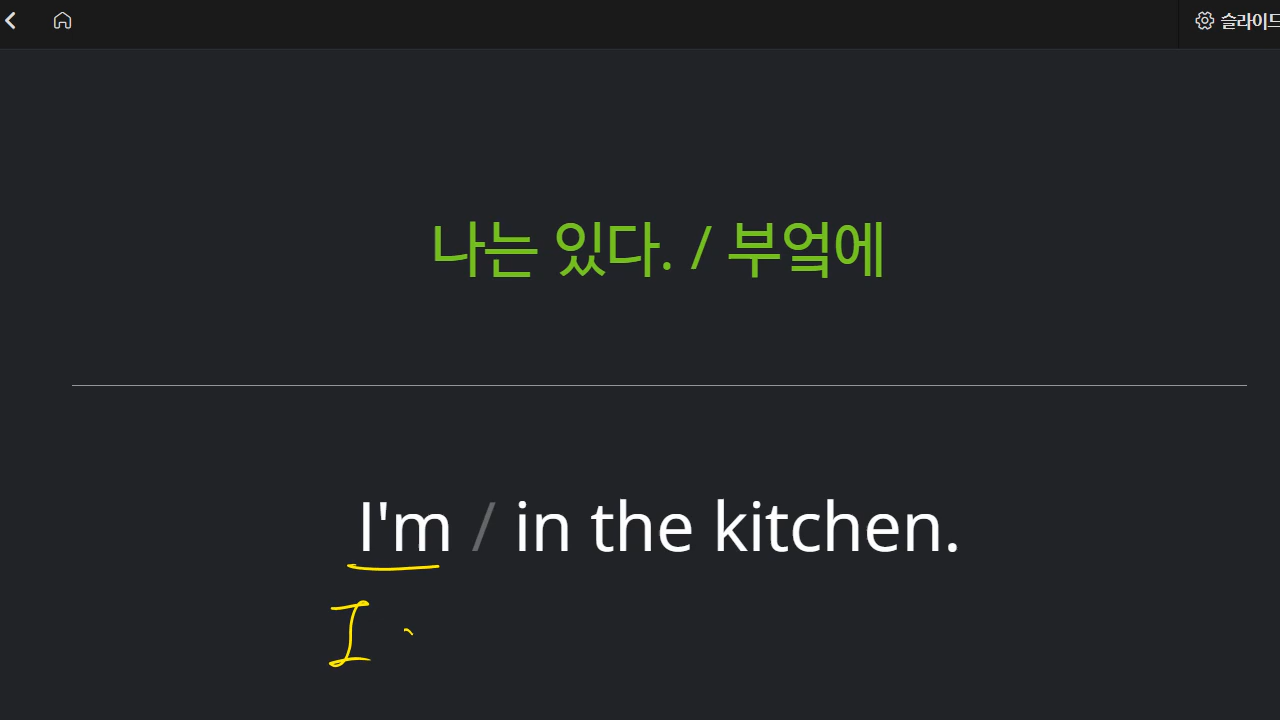 슬라이드
나는 있다. / 부엌에
I'm / in the kitchen.
I